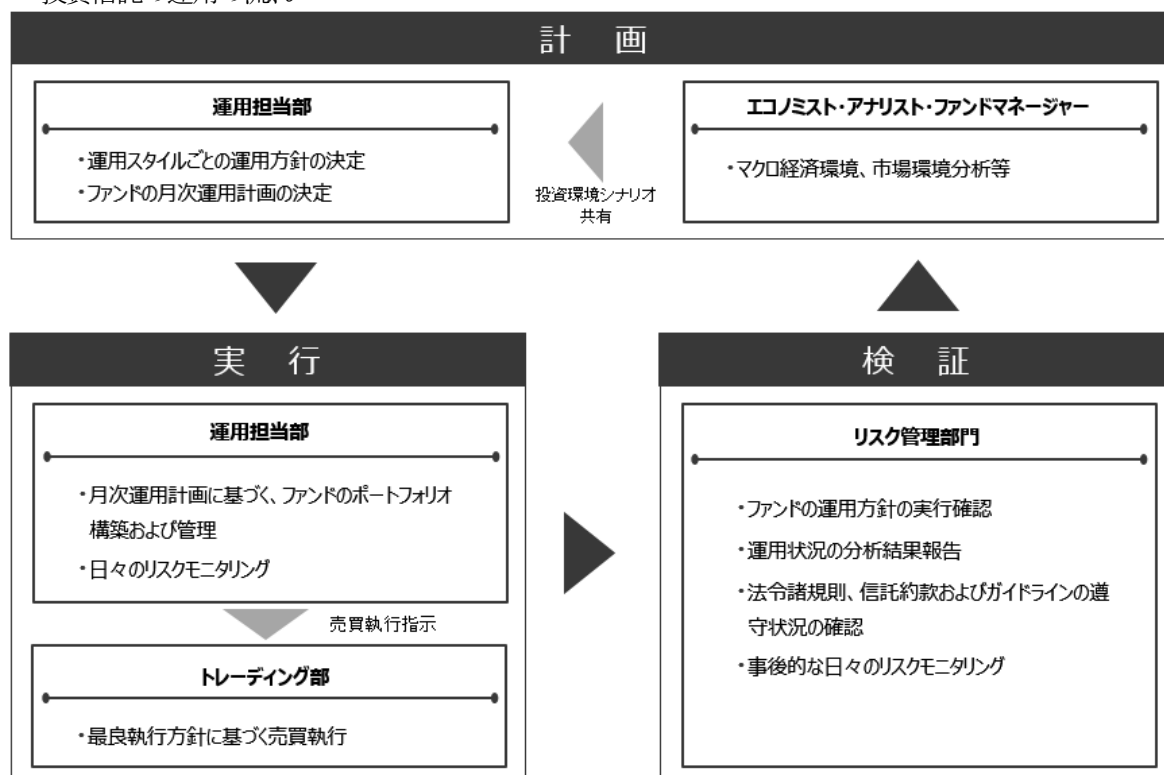 投資信託の運用の流れ
計 画
運用担当部
・運用スタイルごとの運用方針の決定
・ファンドの月次運用計画の決定
投資環境シナリオ
共有
エコノミスト・アナリスト・ファンドマネージャー
・マクロ経済環境、市場環境分析等
実 行
運用担当部
・月次運用計画に基づく、ファンドのポートフォリオ
構築および管理
・日々のリスクモニタリング
売買執行指示
トレーディング部
・最良執行方針に基づく売買執行
検 証
リスク管理部門
・ファンドの運用方針の実行確認
・運用状況の分析結果報告
・法令諸規則、信託約款およびガイドラインの遵
守状況の確認
・事後的な日々のリスクモニタリング